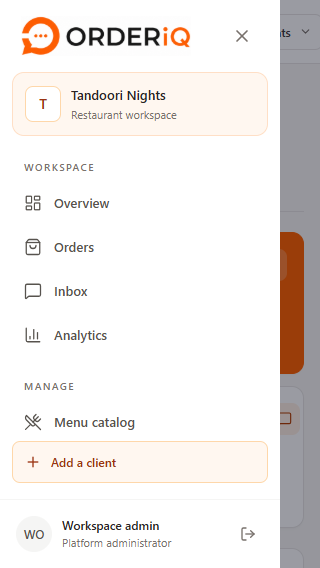 ORDERiQ
nts
T
Tandoori Nights
Restaurant workspace
WORKSPACE
Overview
Orders
Inbox
Analytics
MANAGE
Menu catalog
Add a client
WO
Workspace admin
Platform administrator